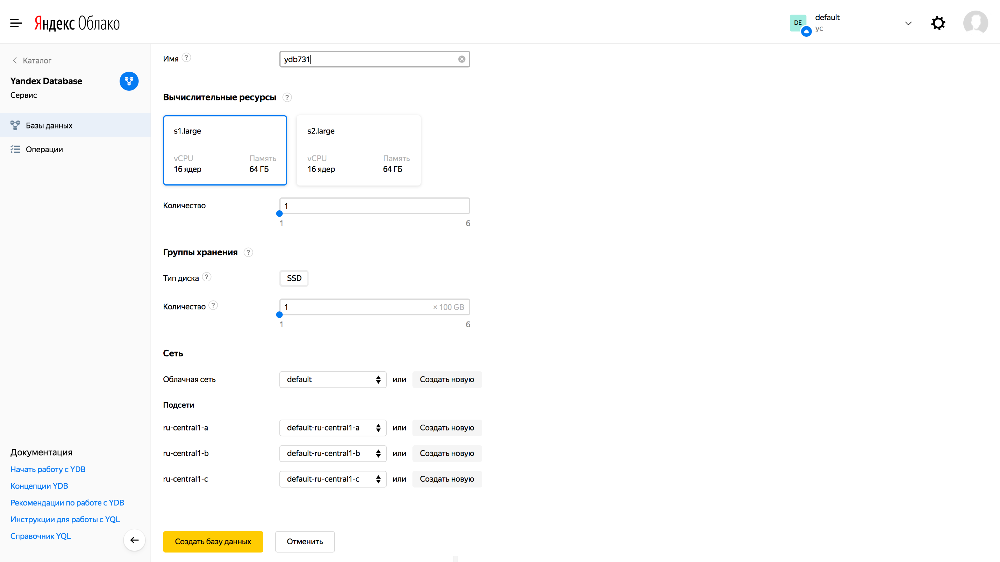 Яндекс Облако
DE
default
yc
Каталог
Yandex Database
Сервис
Базы данных
Операции
Документация
Начать работу с YDB
Концепции YDB
Рекомендации по работе с YDB
Инструкции для работы с YQL
Справочник YQL
Имя ?
ydb731
Вычислительные ресурсы ?
s1.large
vCPU Память
16 ядер 64 ГБ
s2.large
vCPU Память
16 ядер 64 ГБ
Количество 1
1 6
Группы хранения ?
Тип диска ? SSD
Количество ? 1 × 100 GB
1 6
Сеть
Облачная сеть default или Создать новую
Подсети
ru-central1-a default-ru-central1-a или Создать новую
ru-central1-b default-ru-central1-b или Создать новую
ru-central1-c default-ru-central1-c или Создать новую
Создать базу данных Отменить